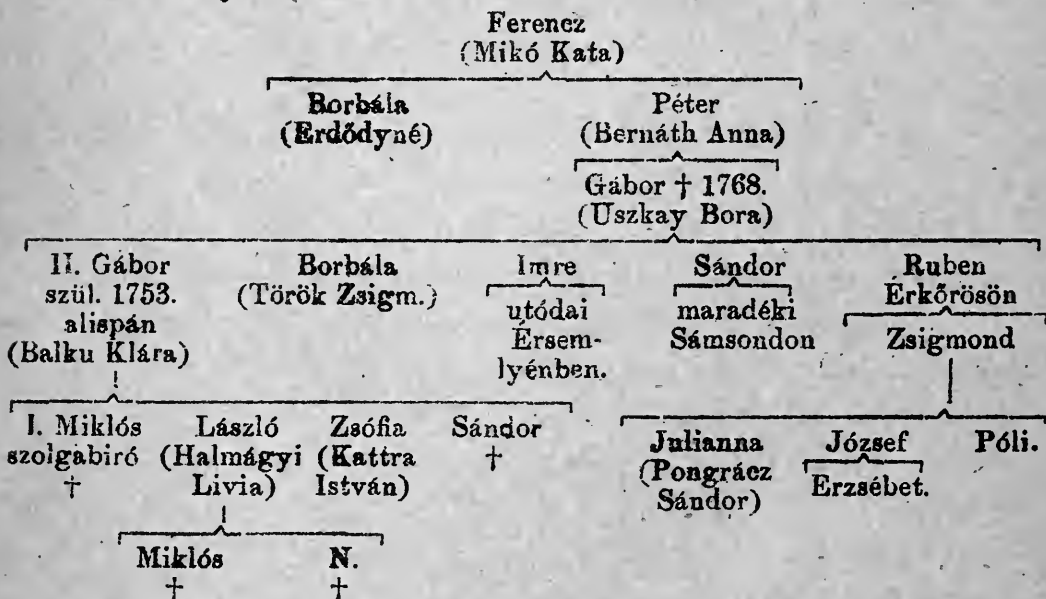 Ferencz
(Mikó Kata)
Borbála Péter
(Erdődyné) (Bernáth Anna)
Gábor † 1768.
(Uszkay Bora)
II. Gábor Borbála Imre Sándor Ruben
szül. 1753. (Török Zsigm.) utódai maradéki Érkőrösön
alispán Érsem- Sámsondon Zsigmond
(Balku Klára) lyénben.
I. Miklós László Zsófia Sándor
szolgabiró (Halmágyi (Kattra †
† Livia) István)
Julianna József Póli.
(Pongrácz Erzsébet.
Sándor)
Miklós N.
† †